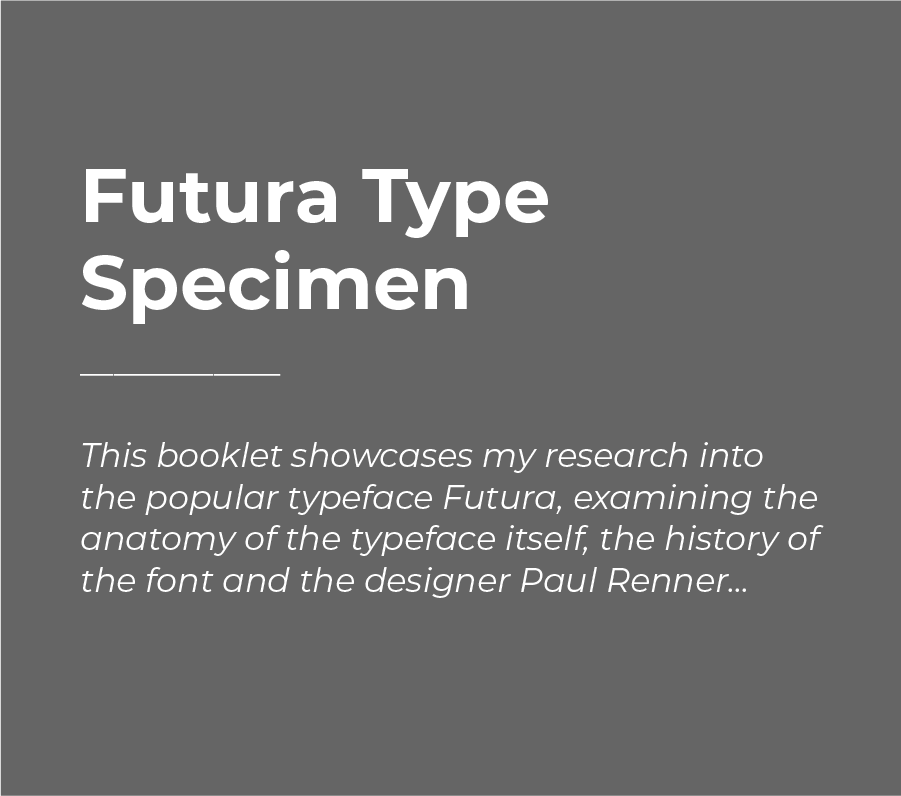 Futura Type
Specimen
This booklet showcases my research into
the popular typeface Futura, examining the
anatomy of the typeface itself, the history of
the font and the designer Paul Renner...